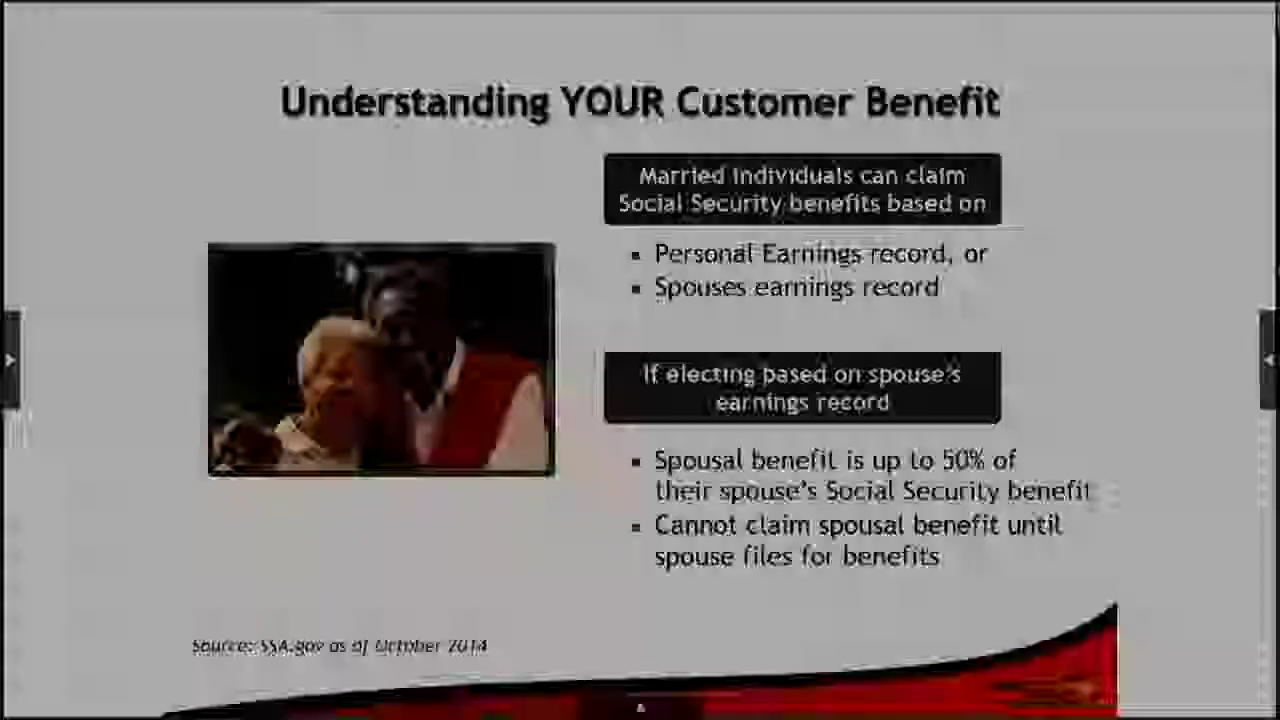 Understanding YOUR Customer Benefit
Married individuals can claim
Social Security benefits based on
▪ Personal Earnings record, or
▪ Spouses earnings record
If electing based on spouse's
earnings record
▪ Spousal benefit is up to 50% of
their spouse's Social Security benefit
▪ Cannot claim spousal benefit until
spouse files for benefits
Source: SSA.gov as of October 2014